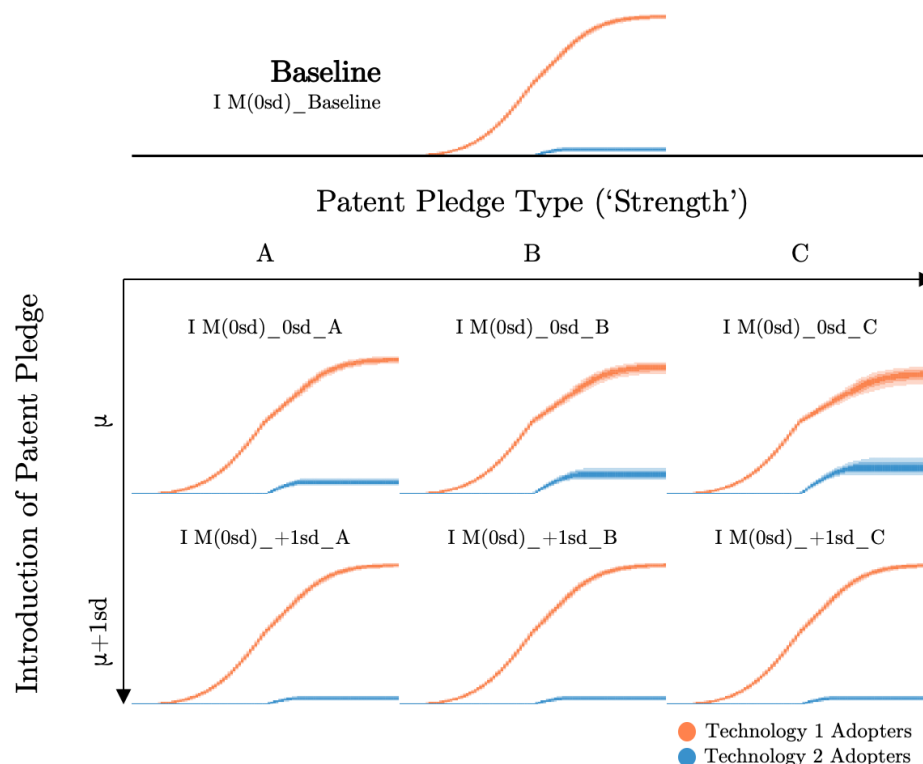 Baseline
I M(0sd)_Baseline
Patent Pledge Type (‘Strength’)
A
B
C
Introduction of Patent Pledge
μ
I M(0sd)_0sd_A
I M(0sd)_0sd_B
I M(0sd)_0sd_C
μ+1sd
I M(0sd)_+1sd_A
I M(0sd)_+1sd_B
I M(0sd)_+1sd_C
Technology 1 Adopters
Technology 2 Adopters